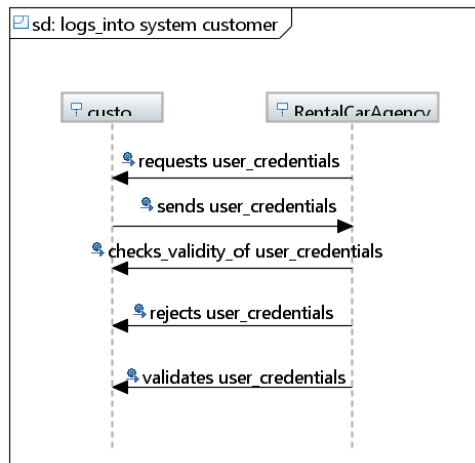 sd: logs_into system customer
custo
RentalCarAgency
requests user_credentials
sends user_credentials
checks_validity_of user_credentials
rejects user_credentials
validates user_credentials